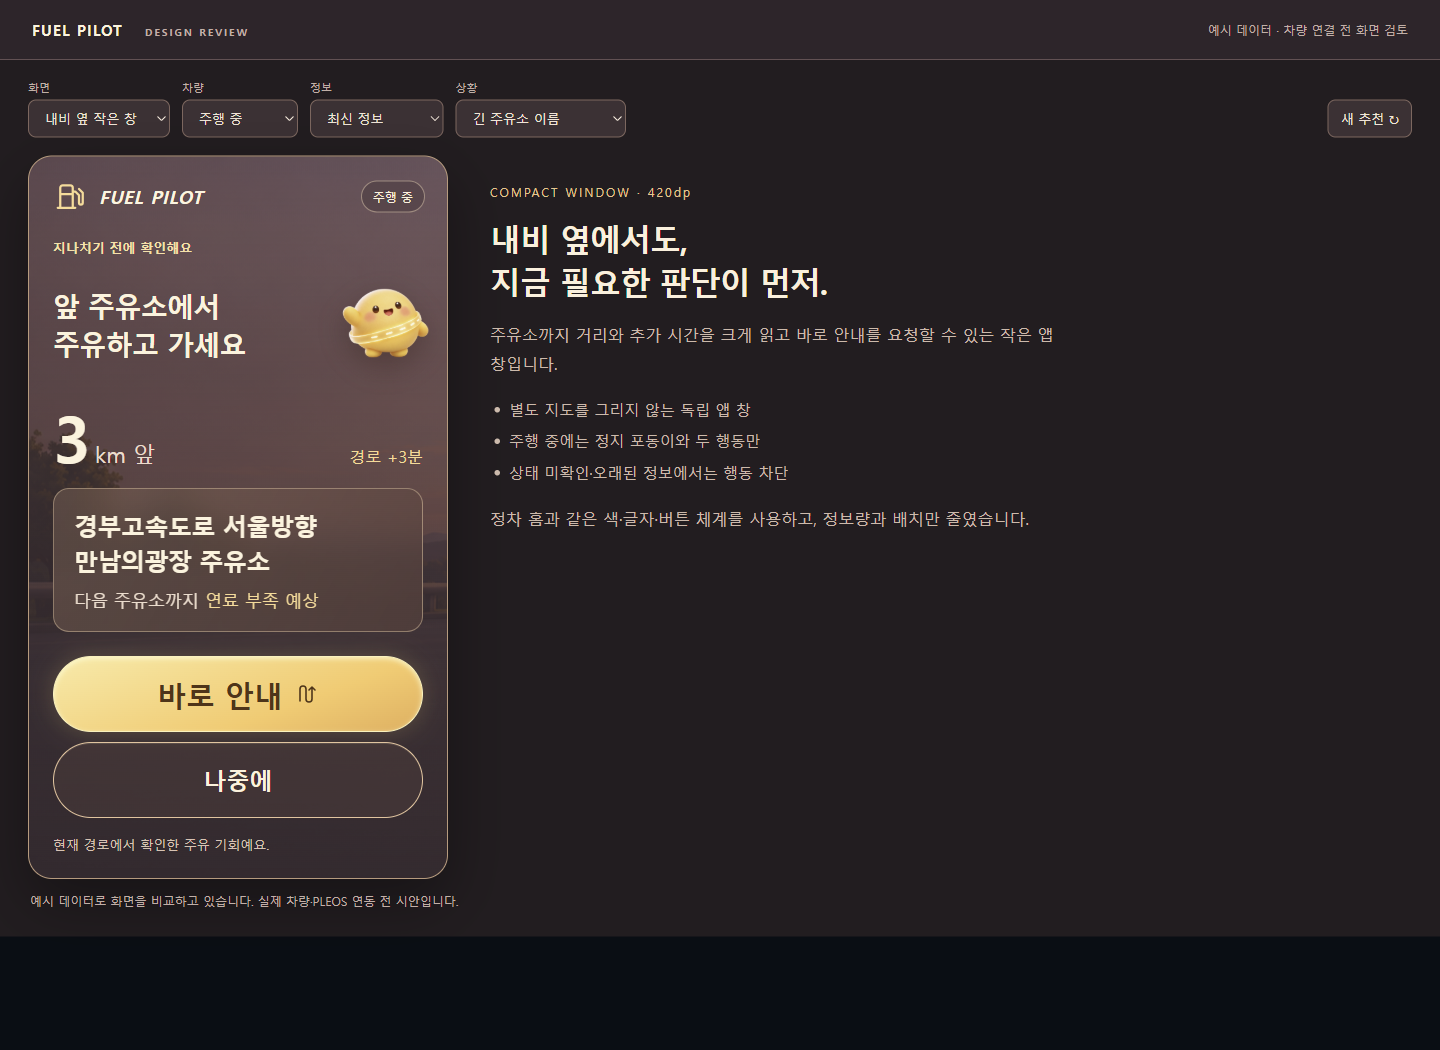 FUEL PILOT DESIGN REVIEW
예시 데이터 · 차량 연결 전 화면 검토
화면
차량
정보
상황
내비 옆 작은 창
주행 중
최신 정보
긴 주유소 이름
새 추천 ↻
FUEL PILOT
주행 중
지나치기 전에 확인해요
앞 주유소에서
주유하고 가세요
3 km 앞
경로 +3분
경부고속도로 서울방향
만남의광장 주유소
다음 주유소까지 연료 부족 예상
바로 안내
나중에
현재 경로에서 확인한 주유 기회예요.
예시 데이터로 화면을 비교하고 있습니다. 실제 차량·PLEOS 연동 전 시안입니다.
COMPACT WINDOW · 420dp
내비 옆에서도,
지금 필요한 판단이 먼저.
주유소까지 거리와 추가 시간을 크게 읽고 바로 안내를 요청할 수 있는 작은 앱
창입니다.
• 별도 지도를 그리지 않는 독립 앱 창
• 주행 중에는 정지 포동이와 두 행동만
• 상태 미확인·오래된 정보에서는 행동 차단
정차 홈과 같은 색·글자·버튼 체계를 사용하고, 정보량과 배치만 줄였습니다.